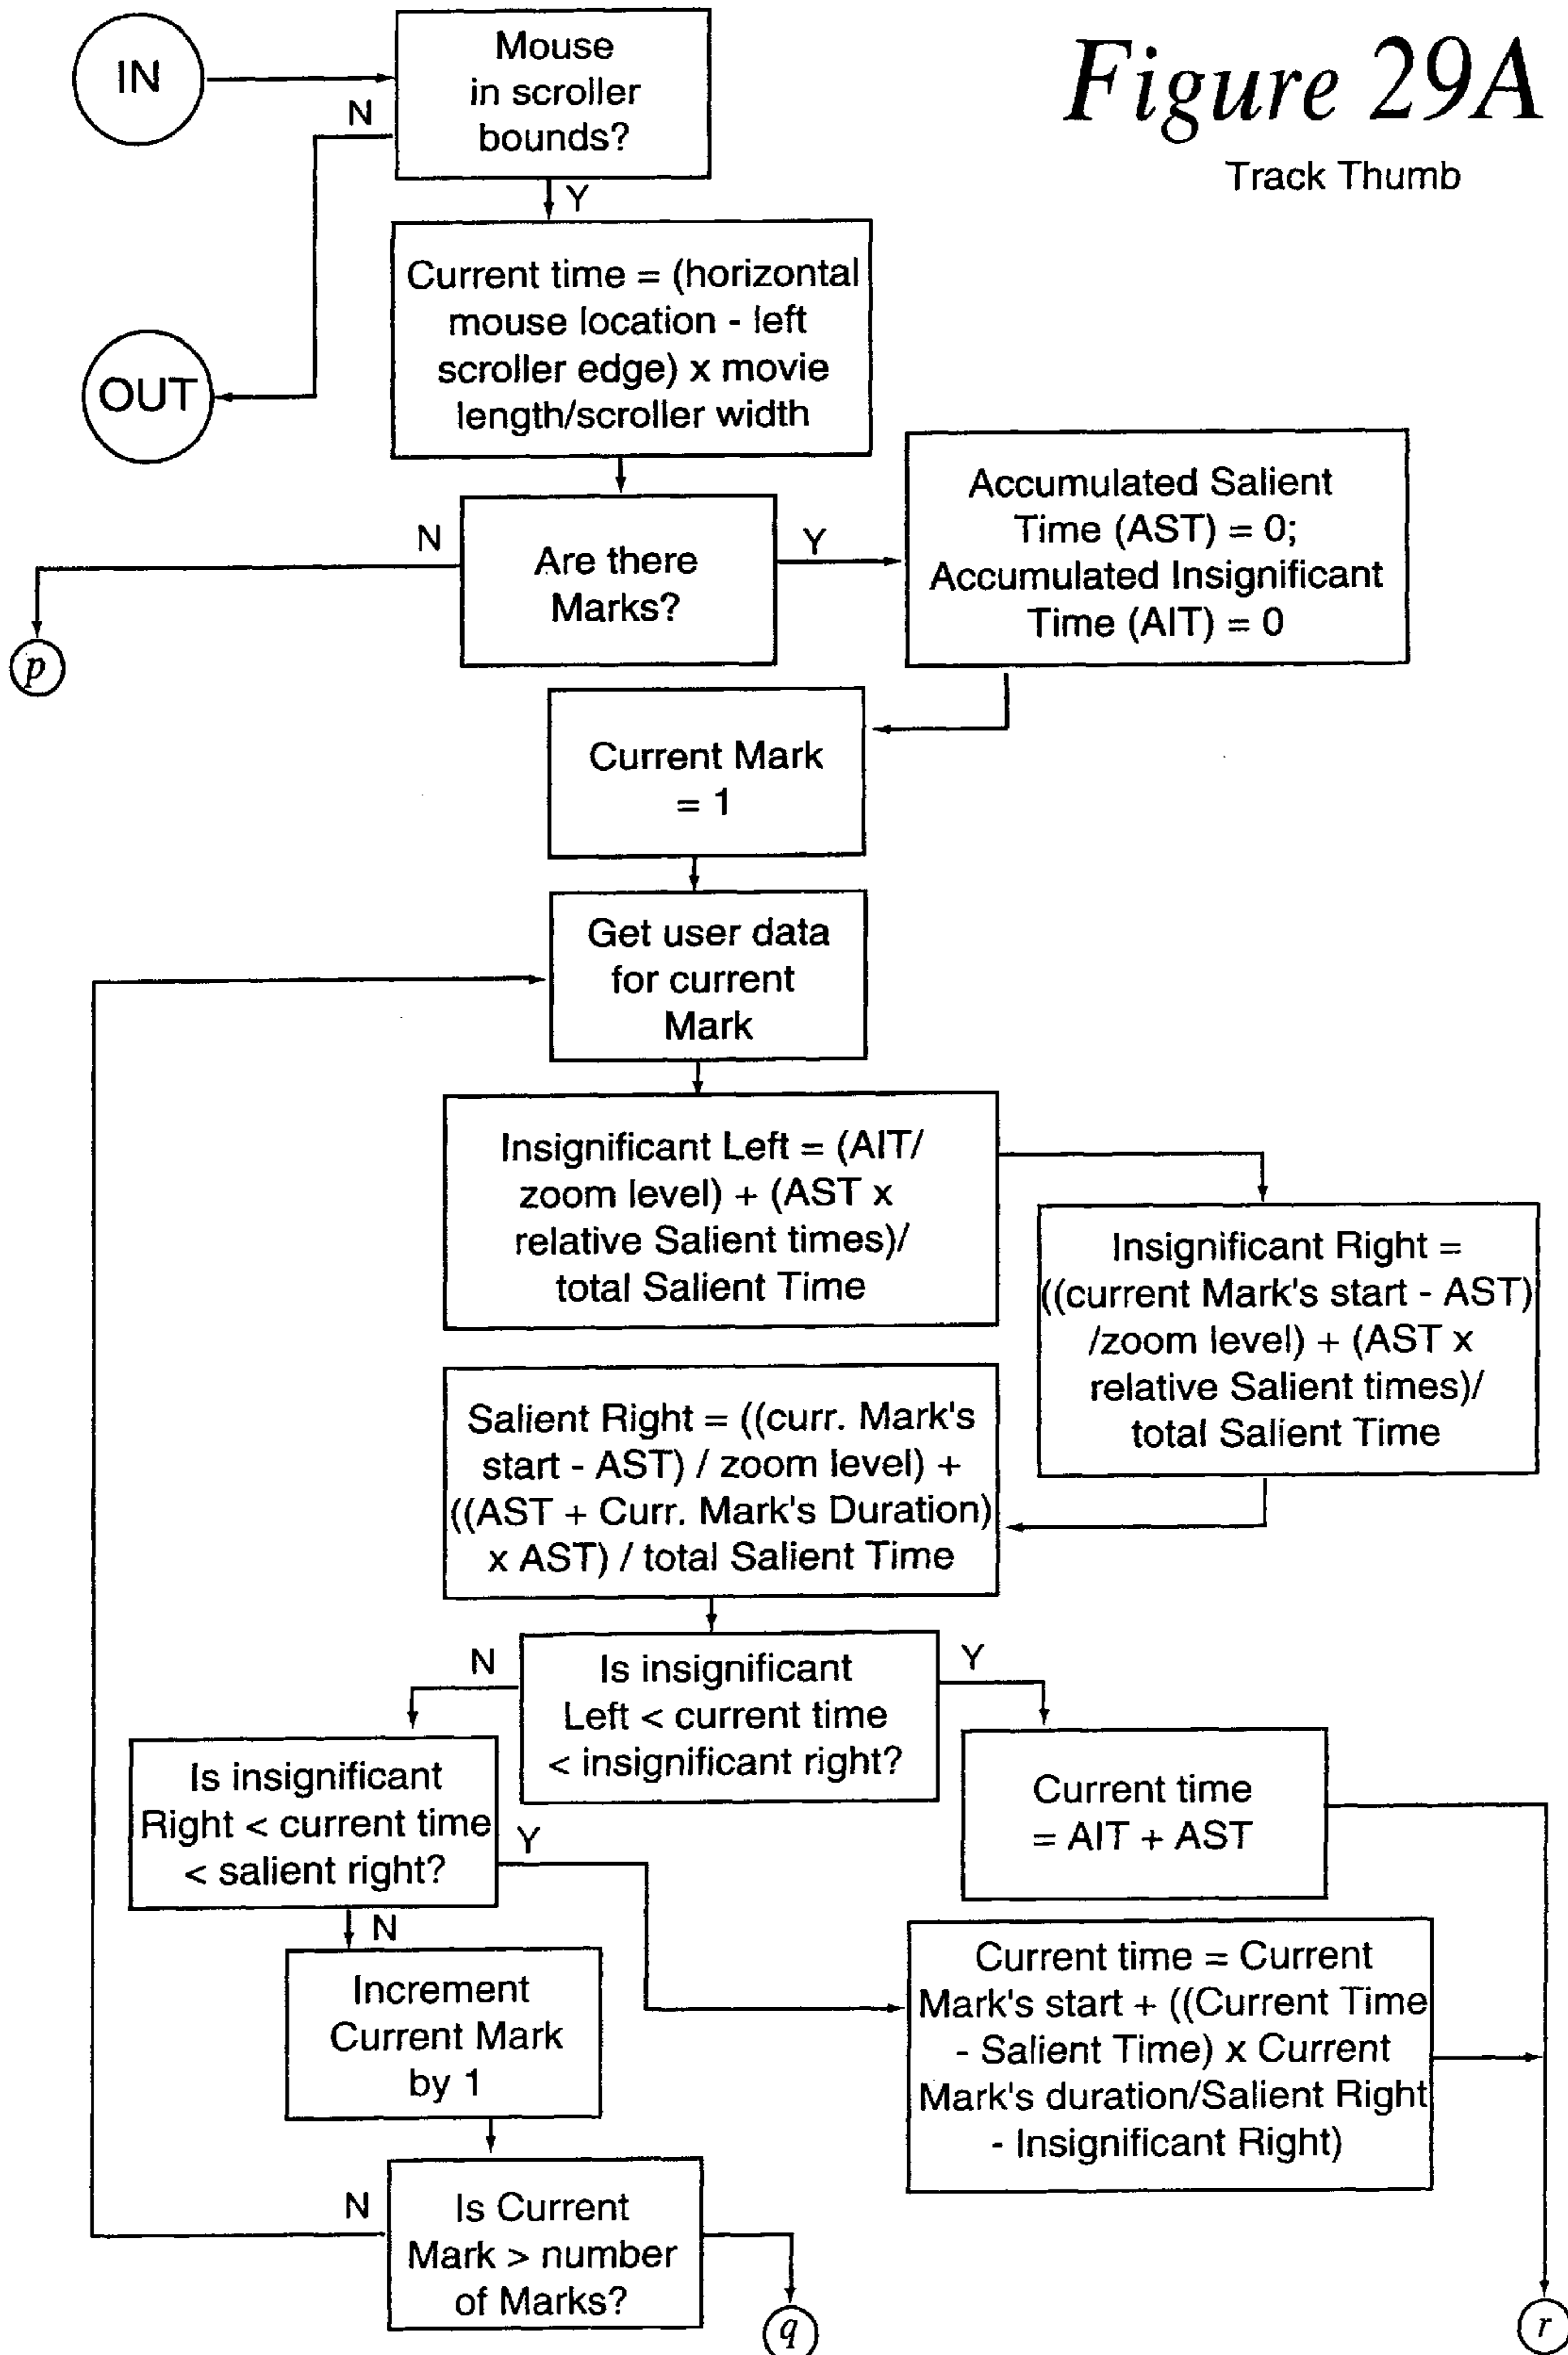 Figure 29A
Track Thumb
IN
Mouse
in scroller
bounds?
N
Y
OUT
Current time = (horizontal
mouse location - left
scroller edge) x movie
length/scroller width
N
Are there
Marks?
Y
p
Accumulated Salient
Time (AST) = 0;
Accumulated Insignificant
Time (AIT) = 0
Current Mark
= 1
Get user data
for current
Mark
Insignificant Left = (AIT/
zoom level) + (AST x
relative Salient times)/
total Salient Time
Insignificant Right =
((current Mark's start - AST)
/zoom level) + (AST x
relative Salient times)/
total Salient Time
Salient Right = ((curr. Mark's
start - AST) / zoom level) +
((AST + Curr. Mark's Duration)
x AST) / total Salient Time
N
Is insignificant
Left < current time
< insignificant right?
Y
Is insignificant
Right < current time
< salient right?
Y
N
Current time
= AIT + AST
Increment
Current Mark
by 1
Current time = Current
Mark's start + ((Current Time
- Salient Time) x Current
Mark's duration/Salient Right
- Insignificant Right)
N
Is Current
Mark > number
of Marks?
q
r